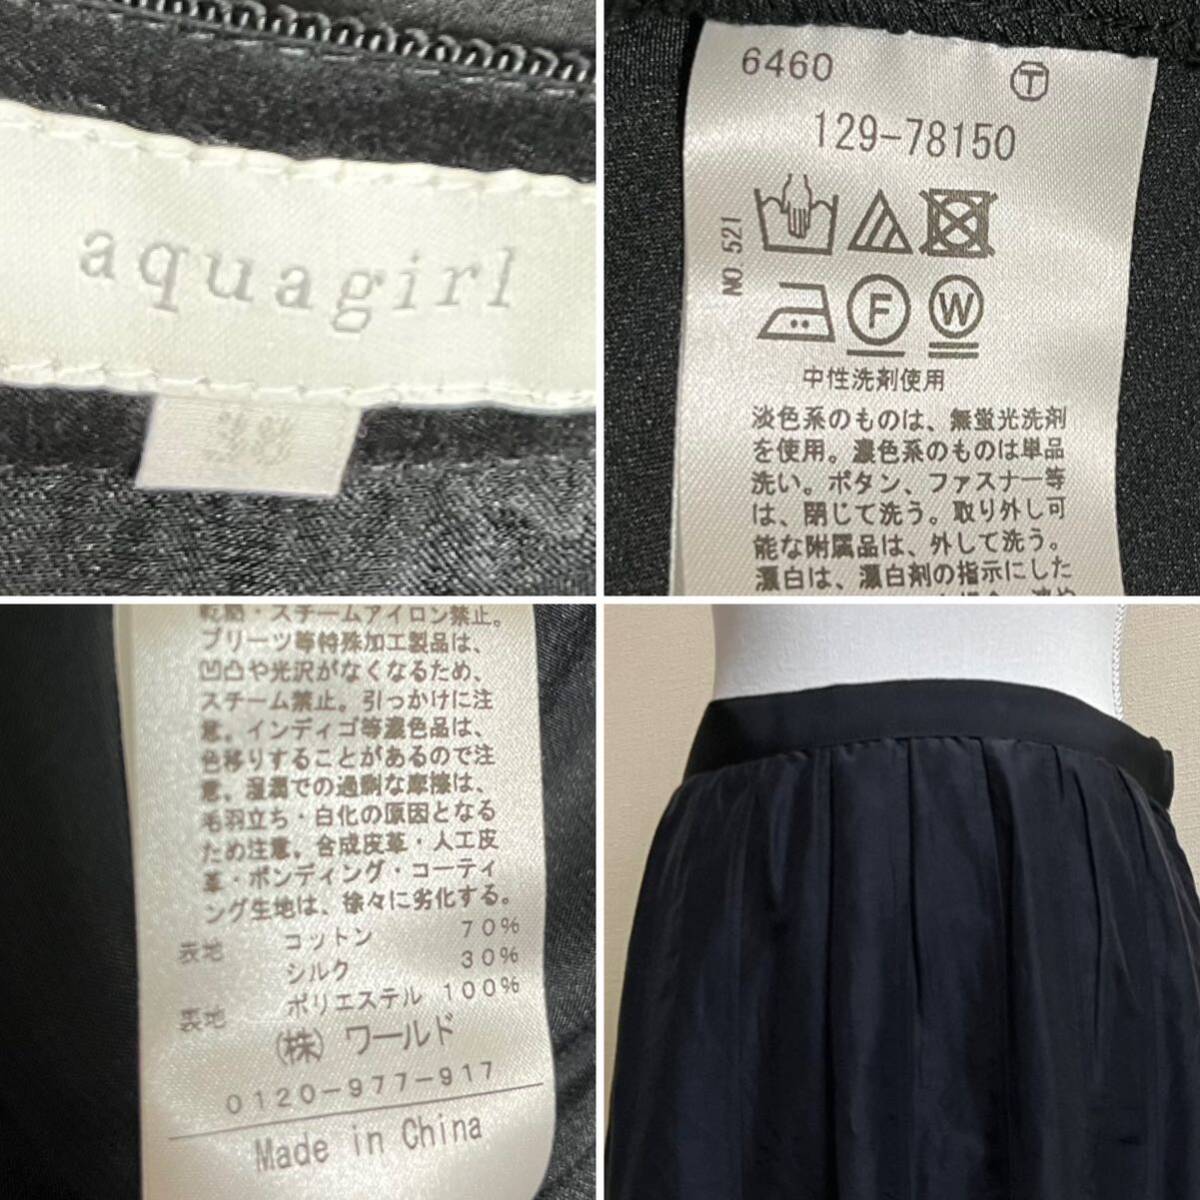 aquagirl
38
6460
T
129-78150
NO.521
F
W
中性洗剤使用
淡色系のものは、無蛍光洗剤
を使用。濃色系のものは単品
洗い。ボタン、ファスナー等
は、閉じて洗う。取り外し可
能な附属品は、外して洗う。
漂白は、漂白剤の指示にした
乾燥・スチームアイロン禁止。
プリーツ等特殊加工製品は、
凹凸や光沢がなくなるため、
スチーム禁止。引っかけに注
意。インディゴ等濃色品は、
色移りすることがあるので注
意。湿潤での過酷な摩擦は、
毛羽立ち・白化の原因となる
ため注意。合成皮革・人工皮
革・ボンディング・コーティ
ング生地は、徐々に劣化する。
表地 コットン 70%
シルク 30%
裏地 ポリエステル 100%
(株) ワールド
0120-977-917
Made in China